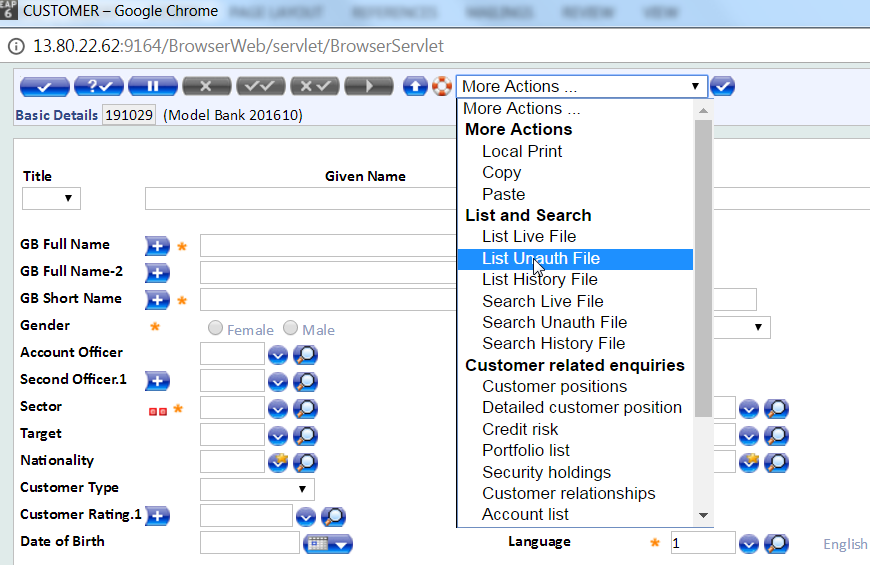 CUSTOMER – Google Chrome
PAGE LAYOUT REFERENCES MAILINGS REVIEW VIEW
13.80.22.62:9164/BrowserWeb/servlet/BrowserServlet
More Actions ...
Basic Details 191029 (Model Bank 201610)
More Actions ...
More Actions
Local Print
Copy
Paste
List and Search
List Live File
List Unauth File
List History File
Search Live File
Search Unauth File
Search History File
Customer related enquiries
Customer positions
Detailed customer position
Credit risk
Portfolio list
Security holdings
Customer relationships
Account list
Title Given Name
GB Full Name
GB Full Name-2
GB Short Name
Gender Female Male
Account Officer
Second Officer.1
Sector
Target
Nationality
Customer Type
Customer Rating.1
Date of Birth Language 1 English